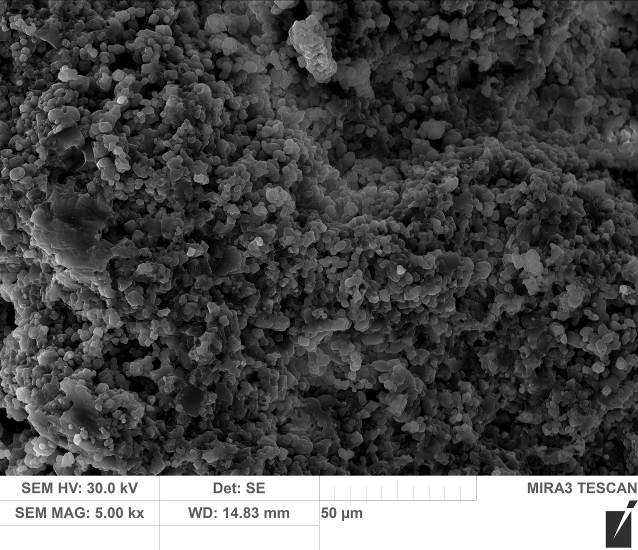 SEM HV: 30.0 kV Det: SE MIRA3 TESCAN
SEM MAG: 5.00 kx WD: 14.83 mm 50 µm